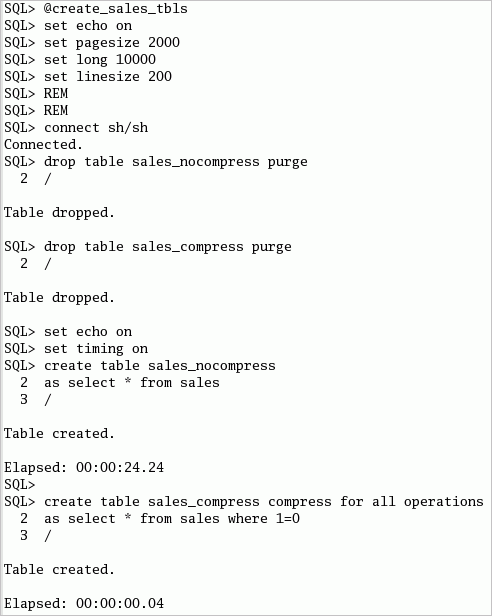 SQL> @create_sales_tbls
SQL> set echo on
SQL> set pagesize 2000
SQL> set long 10000
SQL> set linesize 200
SQL> REM
SQL> REM
SQL> connect sh/sh
Connected.
SQL> drop table sales_nocompress purge
  2  /
Table dropped.
SQL> drop table sales_compress purge
  2  /
Table dropped.
SQL> set echo on
SQL> set timing on
SQL> create table sales_nocompress
  2  as select * from sales
  3  /
Table created.
Elapsed: 00:00:24.24
SQL>
SQL> create table sales_compress compress for all operations
  2  as select * from sales where 1=0
  3  /
Table created.
Elapsed: 00:00:00.04